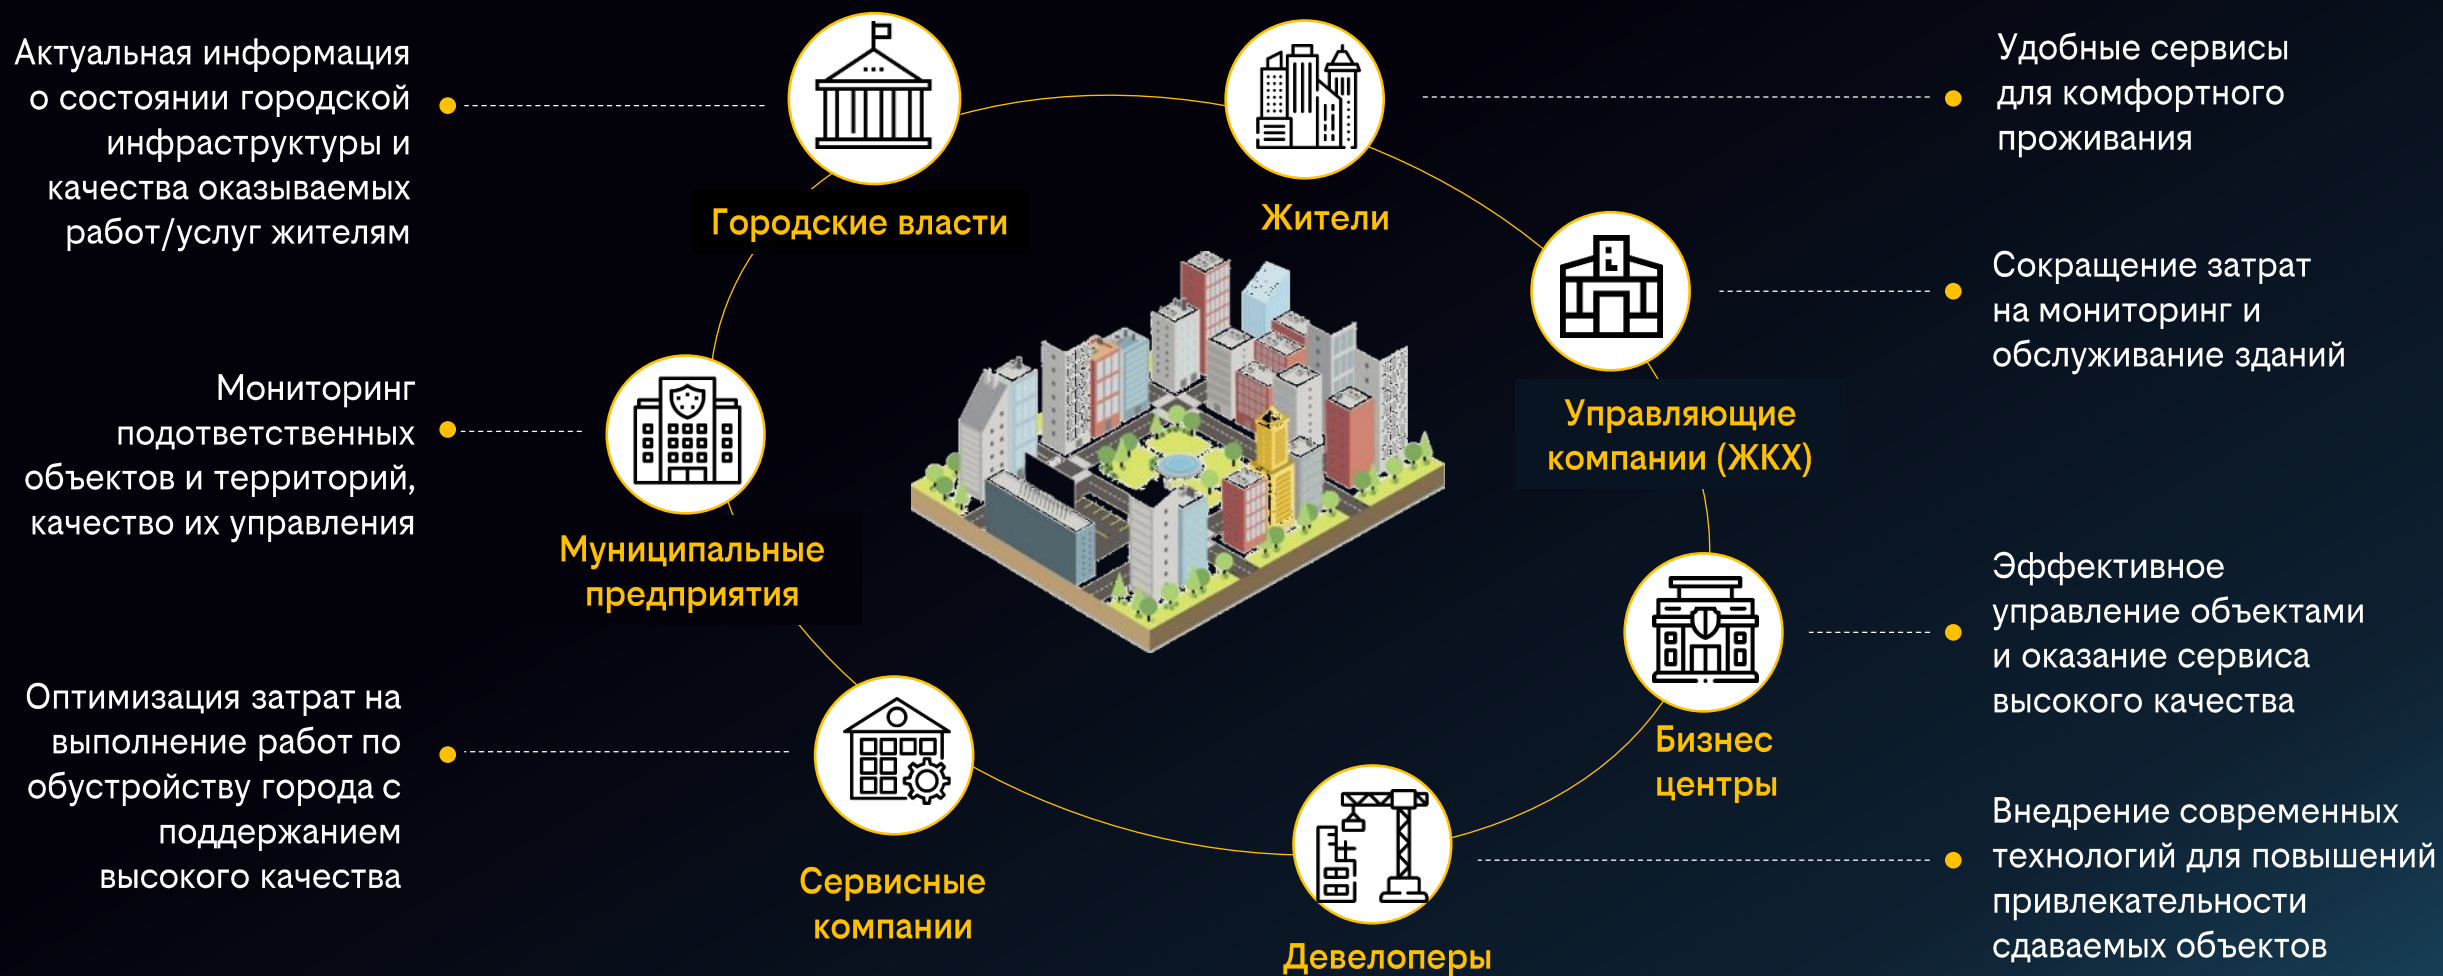 Актуальная информация
о состоянии городской
инфраструктуры и
качества оказываемых
работ/услуг жителям
Городские власти
Жители
Удобные сервисы
для комфортного
проживания
Мониторинг
подответственных
объектов и территорий,
качество их управления
Муниципальные
предприятия
Управляющие
компании (ЖКХ)
Сокращение затрат
на мониторинг и
обслуживание зданий
Оптимизация затрат на
выполнение работ по
обустройству города с
поддержанием
высокого качества
Сервисные
компании
Бизнес
центры
Эффективное
управление объектами
и оказание сервиса
высокого качества
Девелоперы
Внедрение современных
технологий для повышений
привлекательности
сдаваемых объектов